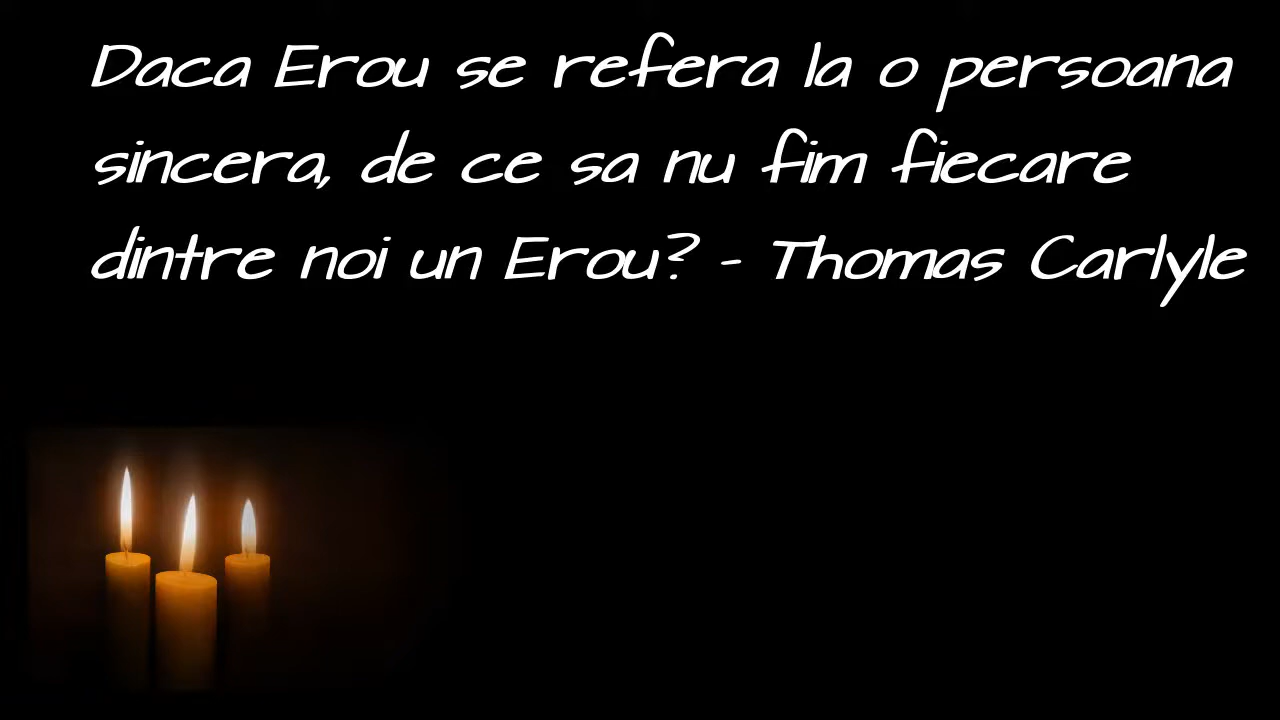 Daca Erou se refera la o persoana
sincera, de ce sa nu fim fiecare
dintre noi un Erou? - Thomas Carlyle